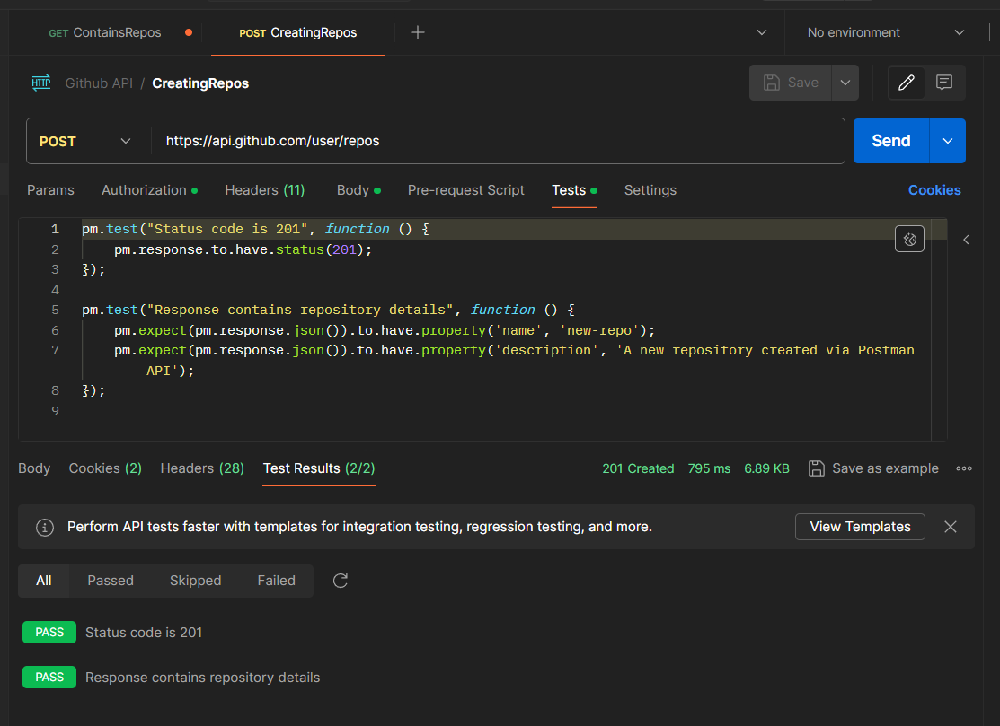 GET ContainsRepos POST CreatingRepos No environment
HTTP Github API / CreatingRepos Save
POST https://api.github.com/user/repos Send
Params Authorization Headers (11) Body Pre-request Script Tests Settings Cookies
1 pm.test("Status code is 201", function () {
2 pm.response.to.have.status(201);
3 });
4
5 pm.test("Response contains repository details", function () {
6 pm.expect(pm.response.json()).to.have.property('name', 'new-repo');
7 pm.expect(pm.response.json()).to.have.property('description', 'A new repository created via Postman
API');
8 });
9
Body Cookies (2) Headers (28) Test Results (2/2) 201 Created 795 ms 6.89 KB Save as example
Perform API tests faster with templates for integration testing, regression testing, and more. View Templates
All Passed Skipped Failed
PASS Status code is 201
PASS Response contains repository details